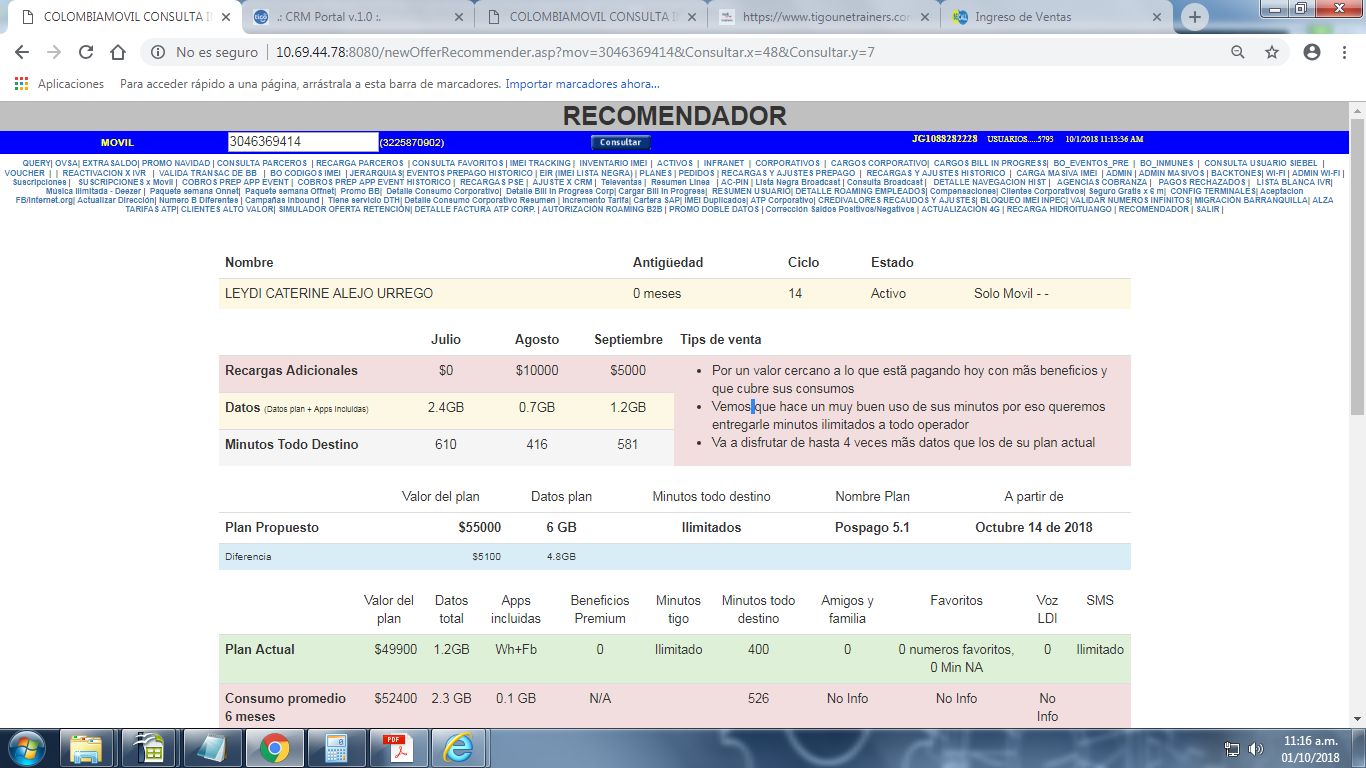 COLOMBIAMOVIL CONSULTA I
.: CRM Portal v.1.0 :.
COLOMBIAMOVIL CONSULTA I
https://www.tigounetrainers.co
Ingreso de Ventas
No es seguro | 10.69.44.78:8080/newOfferRecommender.asp?mov=3046369414&Consultar.x=48&Consultar.y=7
Aplicaciones Para acceder rápido a una página, arrástrala a esta barra de marcadores. Importar marcadores ahora...
RECOMENDADOR
MOVIL 3046369414 (3225870902) Consultar JG1088282228 USUARIOS.....5793 10/1/2018 11:13:36 AM
QUERY| OVSA| EXTRASALDO| PROMO NAVIDAD | CONSULTA PARCEROS | RECARGA PARCEROS | CONSULTA FAVORITOS | IMEI TRACKING | INVENTARIO IMEI | ACTIVOS | INFRANET | CORPORATIVOS | CARGOS CORPORATIVO| CARGOS BILL IN PROGRESS| BO_EVENTOS_PRE | BO_INMUNES | CONSULTA USUARIO SIEBEL |
VOUCHER | | REACTIVACION X IVR | VALIDA TRANSAC DE BB | BO CODIGOS IMEI | JERARQUIAS| EVENTOS PREPAGO HISTORICO | EIR (IMEI LISTA NEGRA) | PLANES | PEDIDOS | RECARGAS Y AJUSTES PREPAGO | RECARGAS Y AJUSTES HISTORICO | CARGA MASIVA IMEI | ADMIN | ADMIN MASIVOS | BACKTONES| WI-FI | ADMIN WI-FI |
Suscripciones | SUSCRIPCIONES x Movil | COBROS PREP APP EVENT | COBROS PREP APP EVENT HISTORICO | RECARGAS PSE | AJUSTE X CRM | Televentas | Resumen Linea | AC-PIN | Lista Negra Broadcast | Consulta Broadcast | DETALLE NAVEGACION HIST | AGENCIAS COBRANZA | PAGOS RECHAZADOS | LISTA BLANCA IVR|
Musica Ilimitada - Paquete semana Onnet| Paquete semana Offnet| Promo BB| Detalle Consumo Corporativo| Detalle Bill In Progress Corp| Cargar Bill In Progress| RESUMEN USUARIO| DETALLE ROAMING EMPLEADOS| Compensaciones| Clientes Corporativos| Seguro Gratis x 6 m| CONFIG TERMINALES| Aceptacion
FB/Internet.org| Actualizar Dirección| Numero B Diferentes | Campañas Inbound | Tiene servicio DTH| Detalle Consumo Corporativo Resumen | Incremento Tarifa| Cartera SAP| IMEI Duplicados| ATP Corporativo| CREDIVALORES RECAUDOS Y AJUSTES| BLOQUEO IMEI INPEC| VALIDAR NUMEROS INFINITOS| MIGRACIÓN BARRANQUILLA| ALZA
TARIFAS ATP| CLIENTES ALTO VALOR| SIMULADOR OFERTA RETENCIÓN| DETALLE FACTURA ATP CORP. | AUTORIZACIÓN ROAMING B2B | PROMO DOBLE DATOS | Corrección Saldos Positivos/Negativos | ACTUALIZACIÓN 4G | RECARGA HIDROITUANGO | RECOMENDADOR | SALIR |
Nombre Antigüedad Ciclo Estado
LEYDI CATERINE ALEJO URREGO 0 meses 14 Activo Solo Movil - -
Julio Agosto Septiembre Tips de venta
Recargas Adicionales $0 $10000 $5000
Datos (Datos plan + Apps Incluidas) 2.4GB 0.7GB 1.2GB
Minutos Todo Destino 610 416 581
• Por un valor cercano a lo que estã pagando hoy con mãs beneficios y
que cubre sus consumos
• Vemos que hace un muy buen uso de sus minutos por eso queremos
entregarle minutos ilimitados a todo operador
• Va a disfrutar de hasta 4 veces mãs datos que los de su plan actual
Valor del plan Datos plan Minutos todo destino Nombre Plan A partir de
Plan Propuesto $55000 6 GB Ilimitados Pospago 5.1 Octubre 14 de 2018
Diferencia $5100 4.8GB
Valor del Datos Apps Beneficios Minutos Minutos todo Amigos y Favoritos Voz SMS
plan total incluidas Premium tigo destino familia LDI
Plan Actual $49900 1.2GB Wh+Fb 0 Ilimitado 400 0 0 numeros favoritos, 0 Ilimitado
0 Min NA
Consumo promedio $52400 2.3 GB 0.1 GB N/A 526 No Info No Info No
6 meses Info
11:16 a.m.
01/10/2018